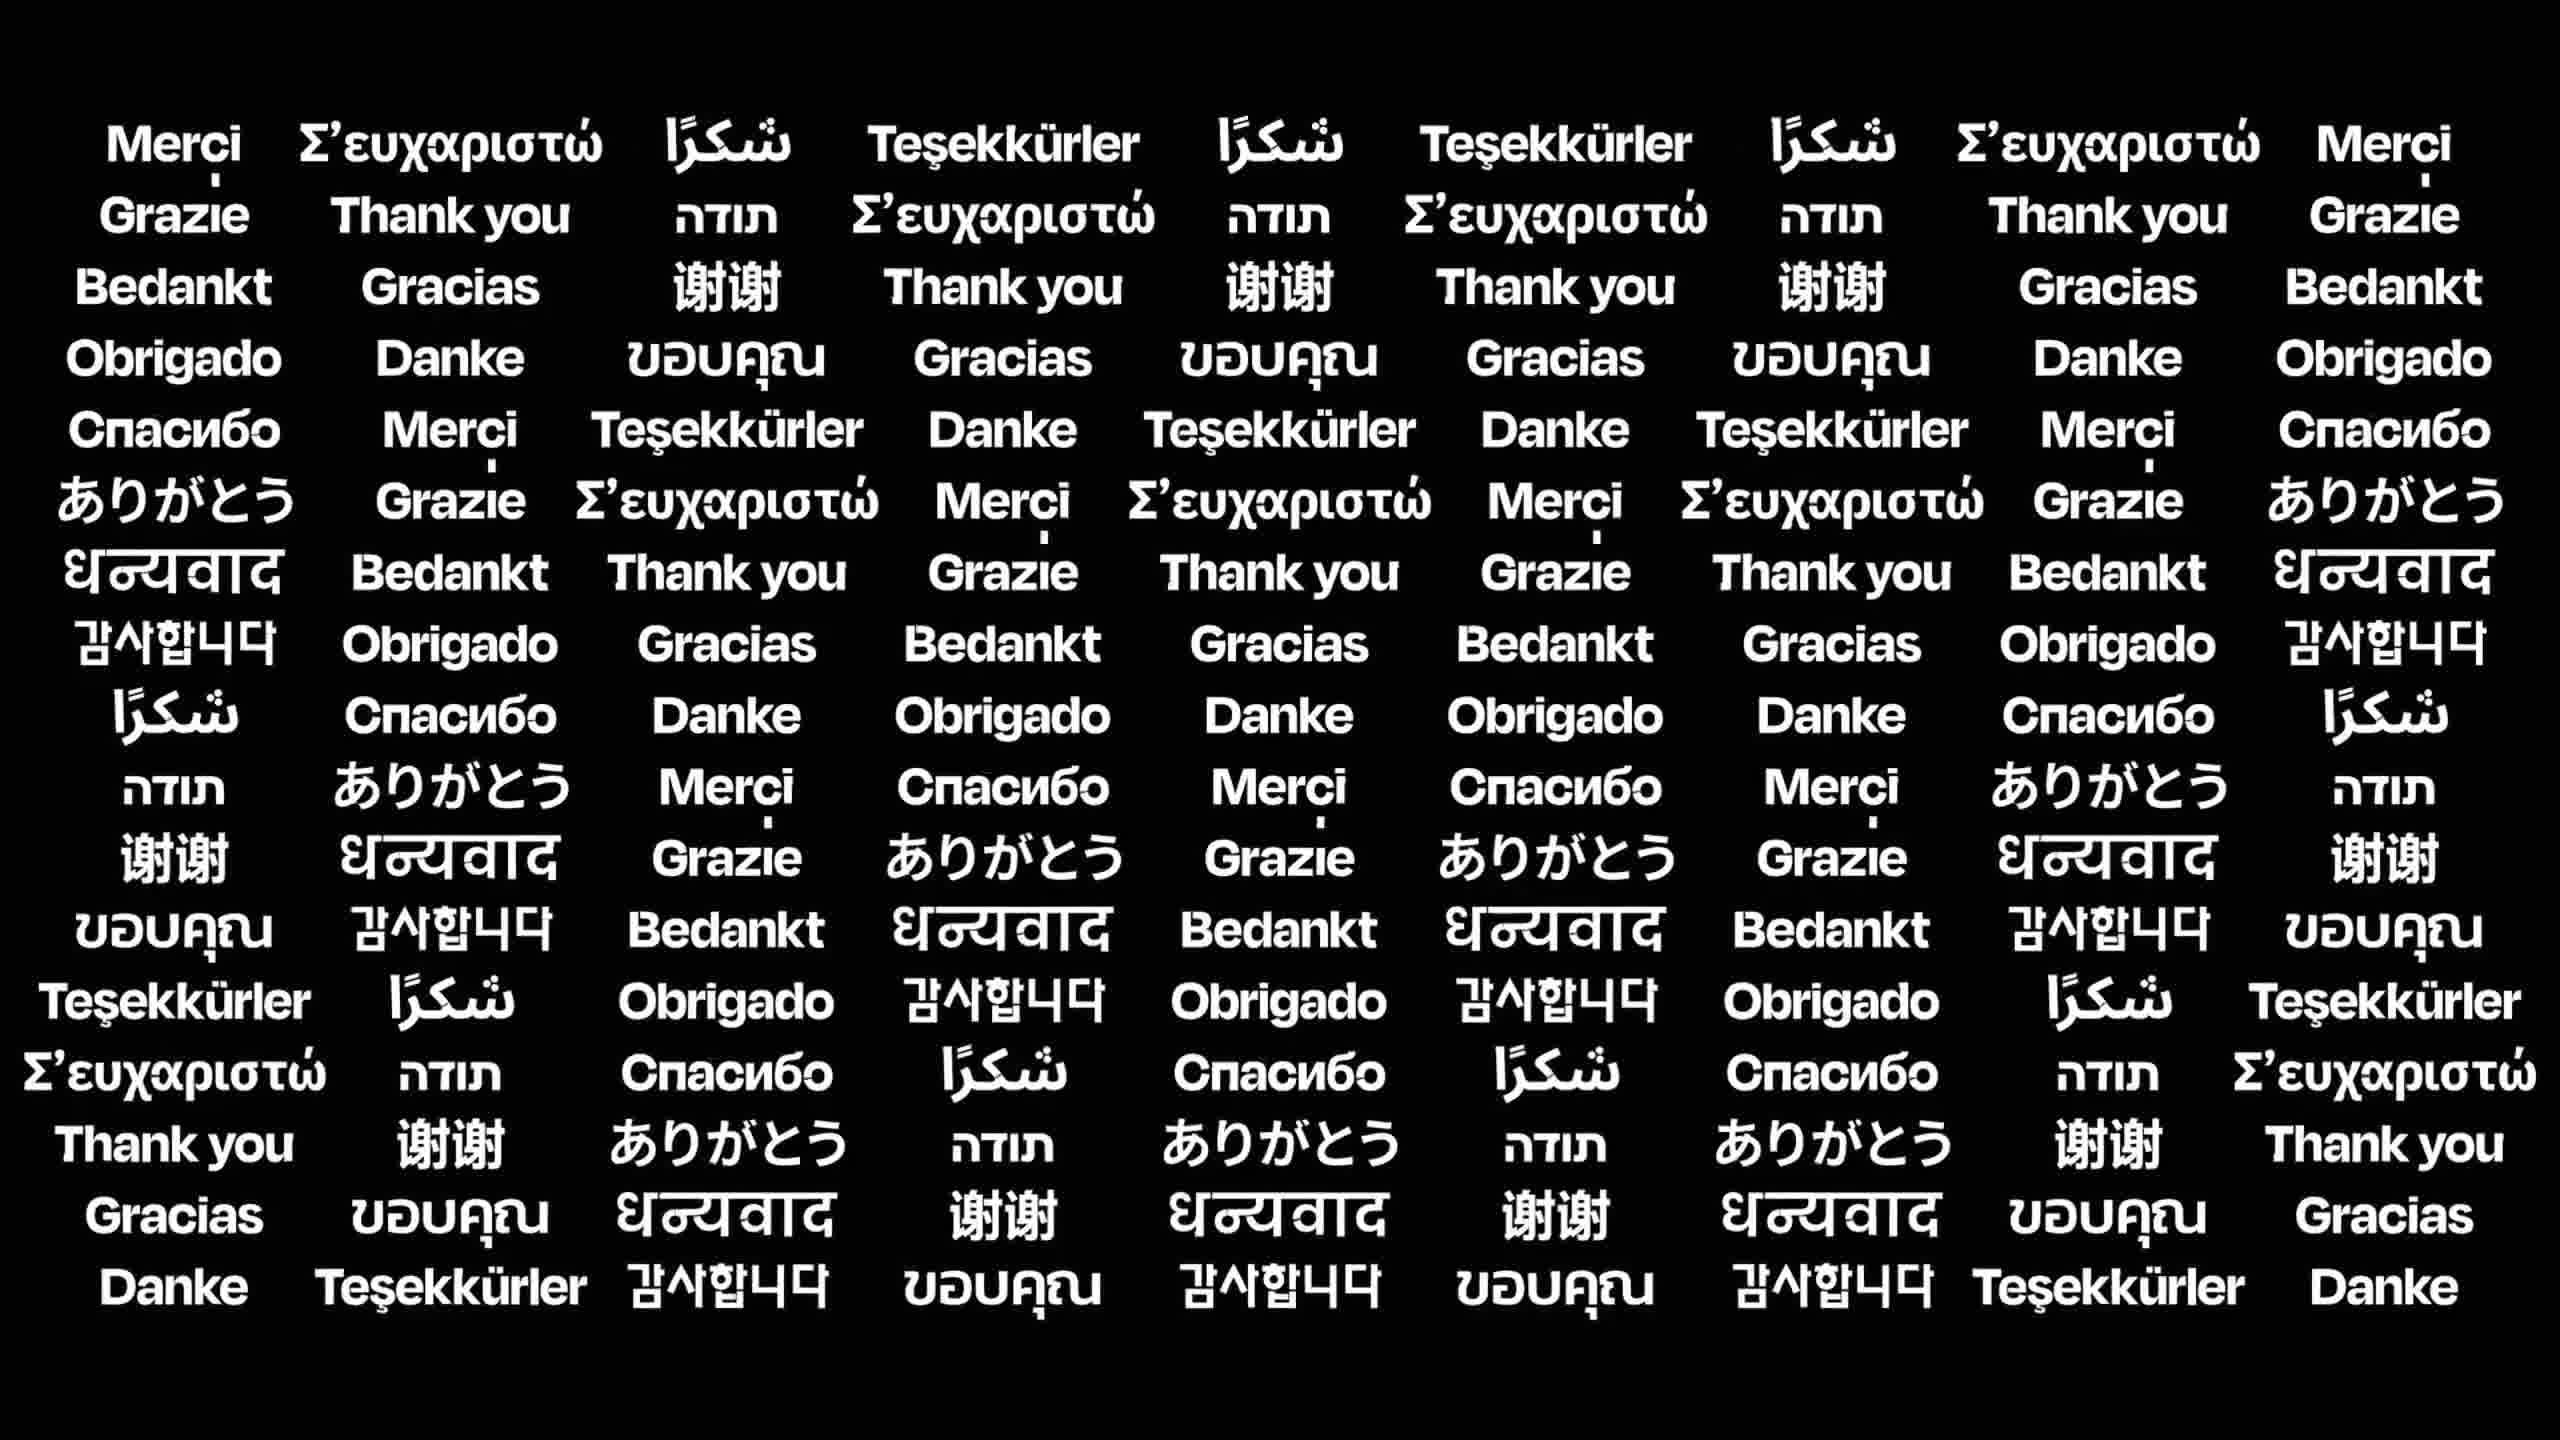 Merci Σ’ευχαριστώ شكرًا Teşekkürler شكرًا Teşekkürler شكرًا Σ’ευχαριστώ Merci
Grazie Thank you תודה Σ’ευχαριστώ תודה Σ’ευχαριστώ תודה Thank you Grazie
Bedankt Gracias 谢谢 Thank you 谢谢 Thank you 谢谢 Gracias Bedankt
Obrigado Danke ขอบคุณ Gracias ขอบคุณ Gracias ขอบคุณ Danke Obrigado
Спасибо Merci Teşekkürler Danke Teşekkürler Danke Teşekkürler Merci Спасибо
ありがとう Grazie Σ’ευχαριστώ Merci Σ’ευχαριστώ Merci Σ’ευχαριστώ Grazie ありがとう
धन्यवाद Bedankt Thank you Grazie Thank you Grazie Thank you Bedankt धन्यवाद
감사합니다 Obrigado Gracias Bedankt Gracias Bedankt Gracias Obrigado 감사합니다
شكرًا Спасибо Danke Obrigado Danke Obrigado Danke Спасибо شكرًا
תודה ありがとう Merci Спасибо Merci Спасибо Merci ありがとう תודה
谢谢 धन्यवाद Grazie ありがとう Grazie ありがとう Grazie धन्यवाद 谢谢
ขอบคุณ 감사합니다 Bedankt धन्यवाद Bedankt धन्यवाद Bedankt 감사합니다 ขอบคุณ
Teşekkürler شكرًا Obrigado 감사합니다 Obrigado 감사합니다 Obrigado شكرًا Teşekkürler
Σ’ευχαριστώ תודה Спасибо شكرًا Спасибо شكرًا Спасибо תודה Σ’ευχαριστώ
Thank you 谢谢 ありがとう תודה ありがとう תודה ありがとう 谢谢 Thank you
Gracias ขอบคุณ धन्यवाद 谢谢 धन्यवाद 谢谢 धन्यवाद ขอบคุณ Gracias
Danke Teşekkürler 감사합니다 ขอบคุณ 감사합니다 ขอบคุณ 감사합니다 Teşekkürler Danke